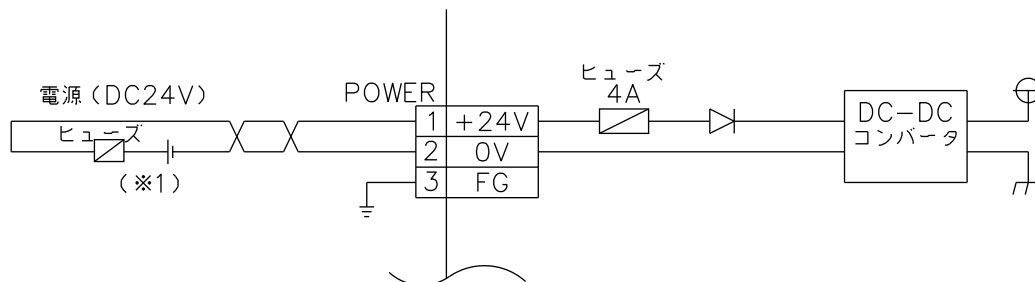 電源(DC24V)
ヒューズ
(※1)
POWER
1 +24V
2 0V
3 FG
ヒューズ
4A
DC-DC
コンバータ